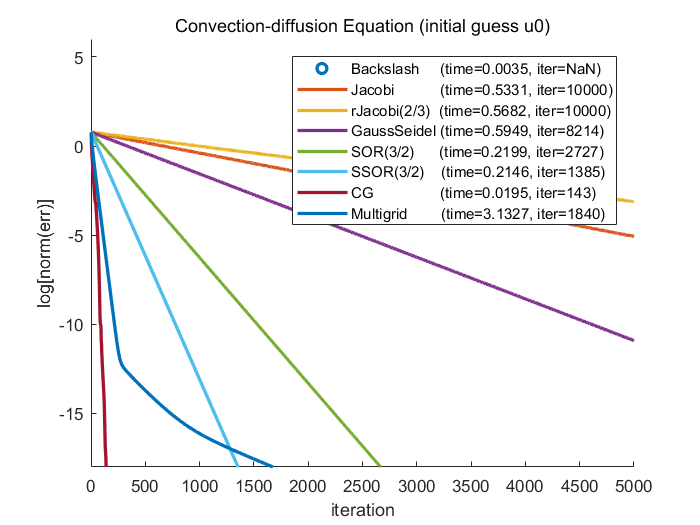 Convection-diffusion Equation (initial guess u0)
Backslash (time=0.0035, iter=NaN)
Jacobi (time=0.5331, iter=10000)
rJacobi(2/3) (time=0.5682, iter=10000)
GaussSeidel (time=0.5949, iter=8214)
SOR(3/2) (time=0.2199, iter=2727)
SSOR(3/2) (time=0.2146, iter=1385)
CG (time=0.0195, iter=143)
Multigrid (time=3.1327, iter=1840)
log[norm(err)]
5
0
-5
-10
-15
0 500 1000 1500 2000 2500 3000 3500 4000 4500 5000
iteration